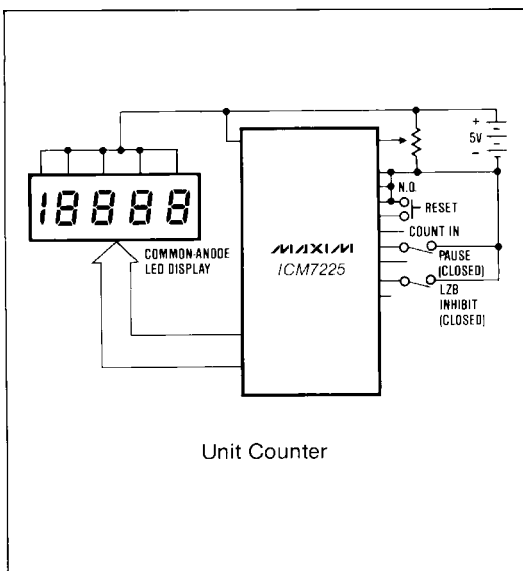 +
5V
−
N.O.
RESET
18888
COUNT IN
COMMON-ANODE
LED DISPLAY
MAXIM
ICM7225
PAUSE
(CLOSED)
LZB
INHIBIT
(CLOSED)
Unit Counter